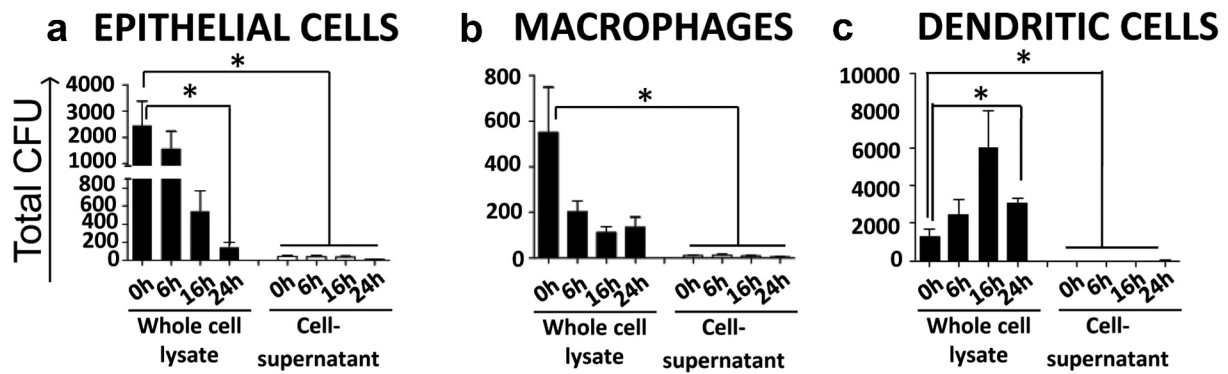 a EPITHELIAL CELLS
Total CFU
*
*
4000
3000
2000
1000
800
600
400
200
0
0h 6h 16h 24h 0h 6h 16h 24h
Whole cell
lysate
Cell-
supernatant
b MACROPHAGES
*
800
600
400
200
0
0h 6h 16h 24h 0h 6h 16h 24h
Whole cell
lysate
Cell-
supernatant
c DENDRITIC CELLS
*
*
10000
8000
6000
4000
2000
0
0h 6h 16h 24h 0h 6h 16h 24h
Whole cell
lysate
Cell-
supernatant